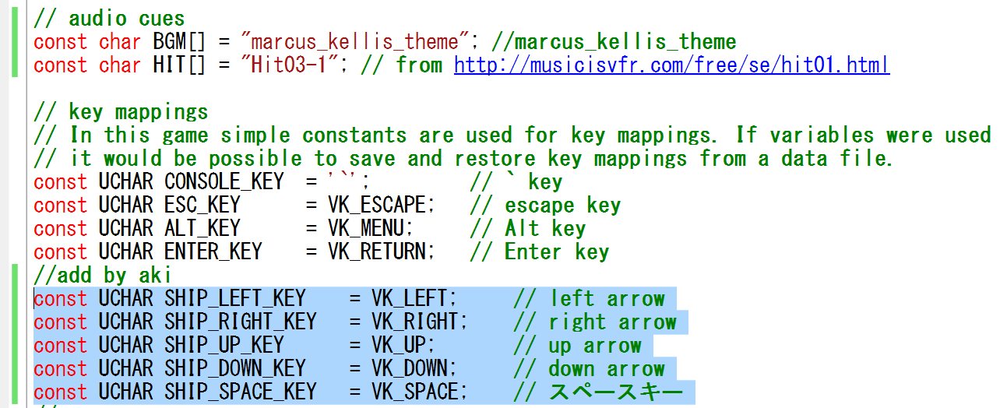 // audio cues
const char BGM[] = "marcus_kellis_theme"; //marcus_kellis_theme
const char HIT[] = "Hit03-1"; // from http://musicisvfr.com/free/se/hit01.html
// key mappings
// In this game simple constants are used for key mappings. If variables were used
// it would be possible to save and restore key mappings from a data file.
const UCHAR CONSOLE_KEY  = '`';         // ` key
const UCHAR ESC_KEY      = VK_ESCAPE;   // escape key
const UCHAR ALT_KEY      = VK_MENU;     // Alt key
const UCHAR ENTER_KEY    = VK_RETURN;   // Enter key
//add by aki
const UCHAR SHIP_LEFT_KEY    = VK_LEFT;     // left arrow
const UCHAR SHIP_RIGHT_KEY   = VK_RIGHT;    // right arrow
const UCHAR SHIP_UP_KEY      = VK_UP;       // up arrow
const UCHAR SHIP_DOWN_KEY    = VK_DOWN;     // down arrow
const UCHAR SHIP_SPACE_KEY   = VK_SPACE;    // スペースキー